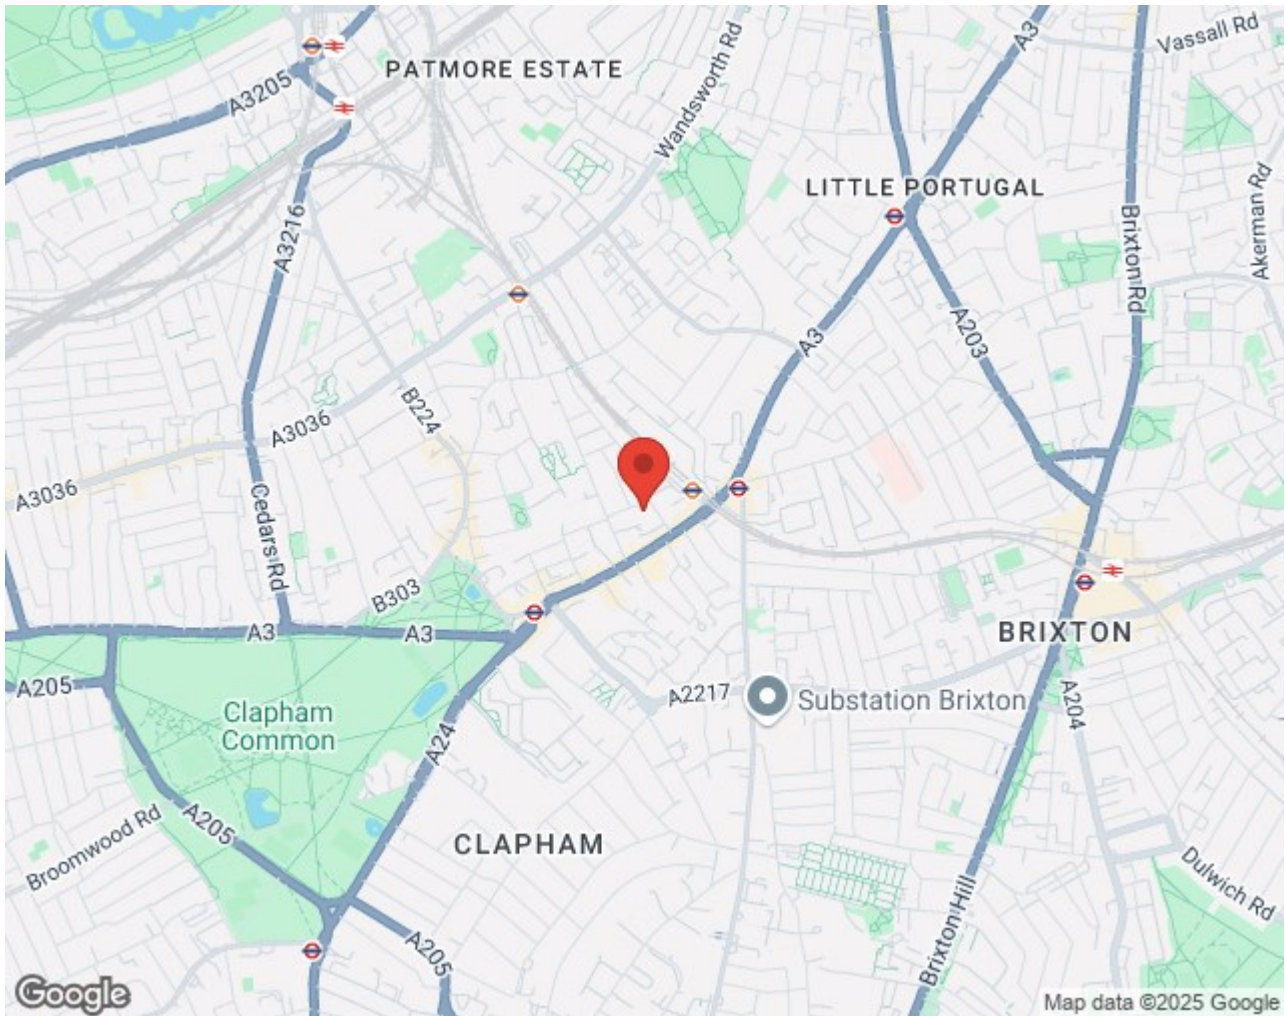 Vassall Rd
A3
PATMORE ESTATE
A3205
Wandsworth Rd
LITTLE PORTUGAL
Akerman Rd
A3216
Brixton Rd
A203
A3
B224
A3036
A3036
Cedars Rd
B303
A3
A3
BRIXTON
A205
A2217
Substation Brixton
A204
Clapham
Common
A24
A205
Broomwood Rd
CLAPHAM
Dulwich Rd
Brixton Hill
A205
Google
Map data ©2025 Google